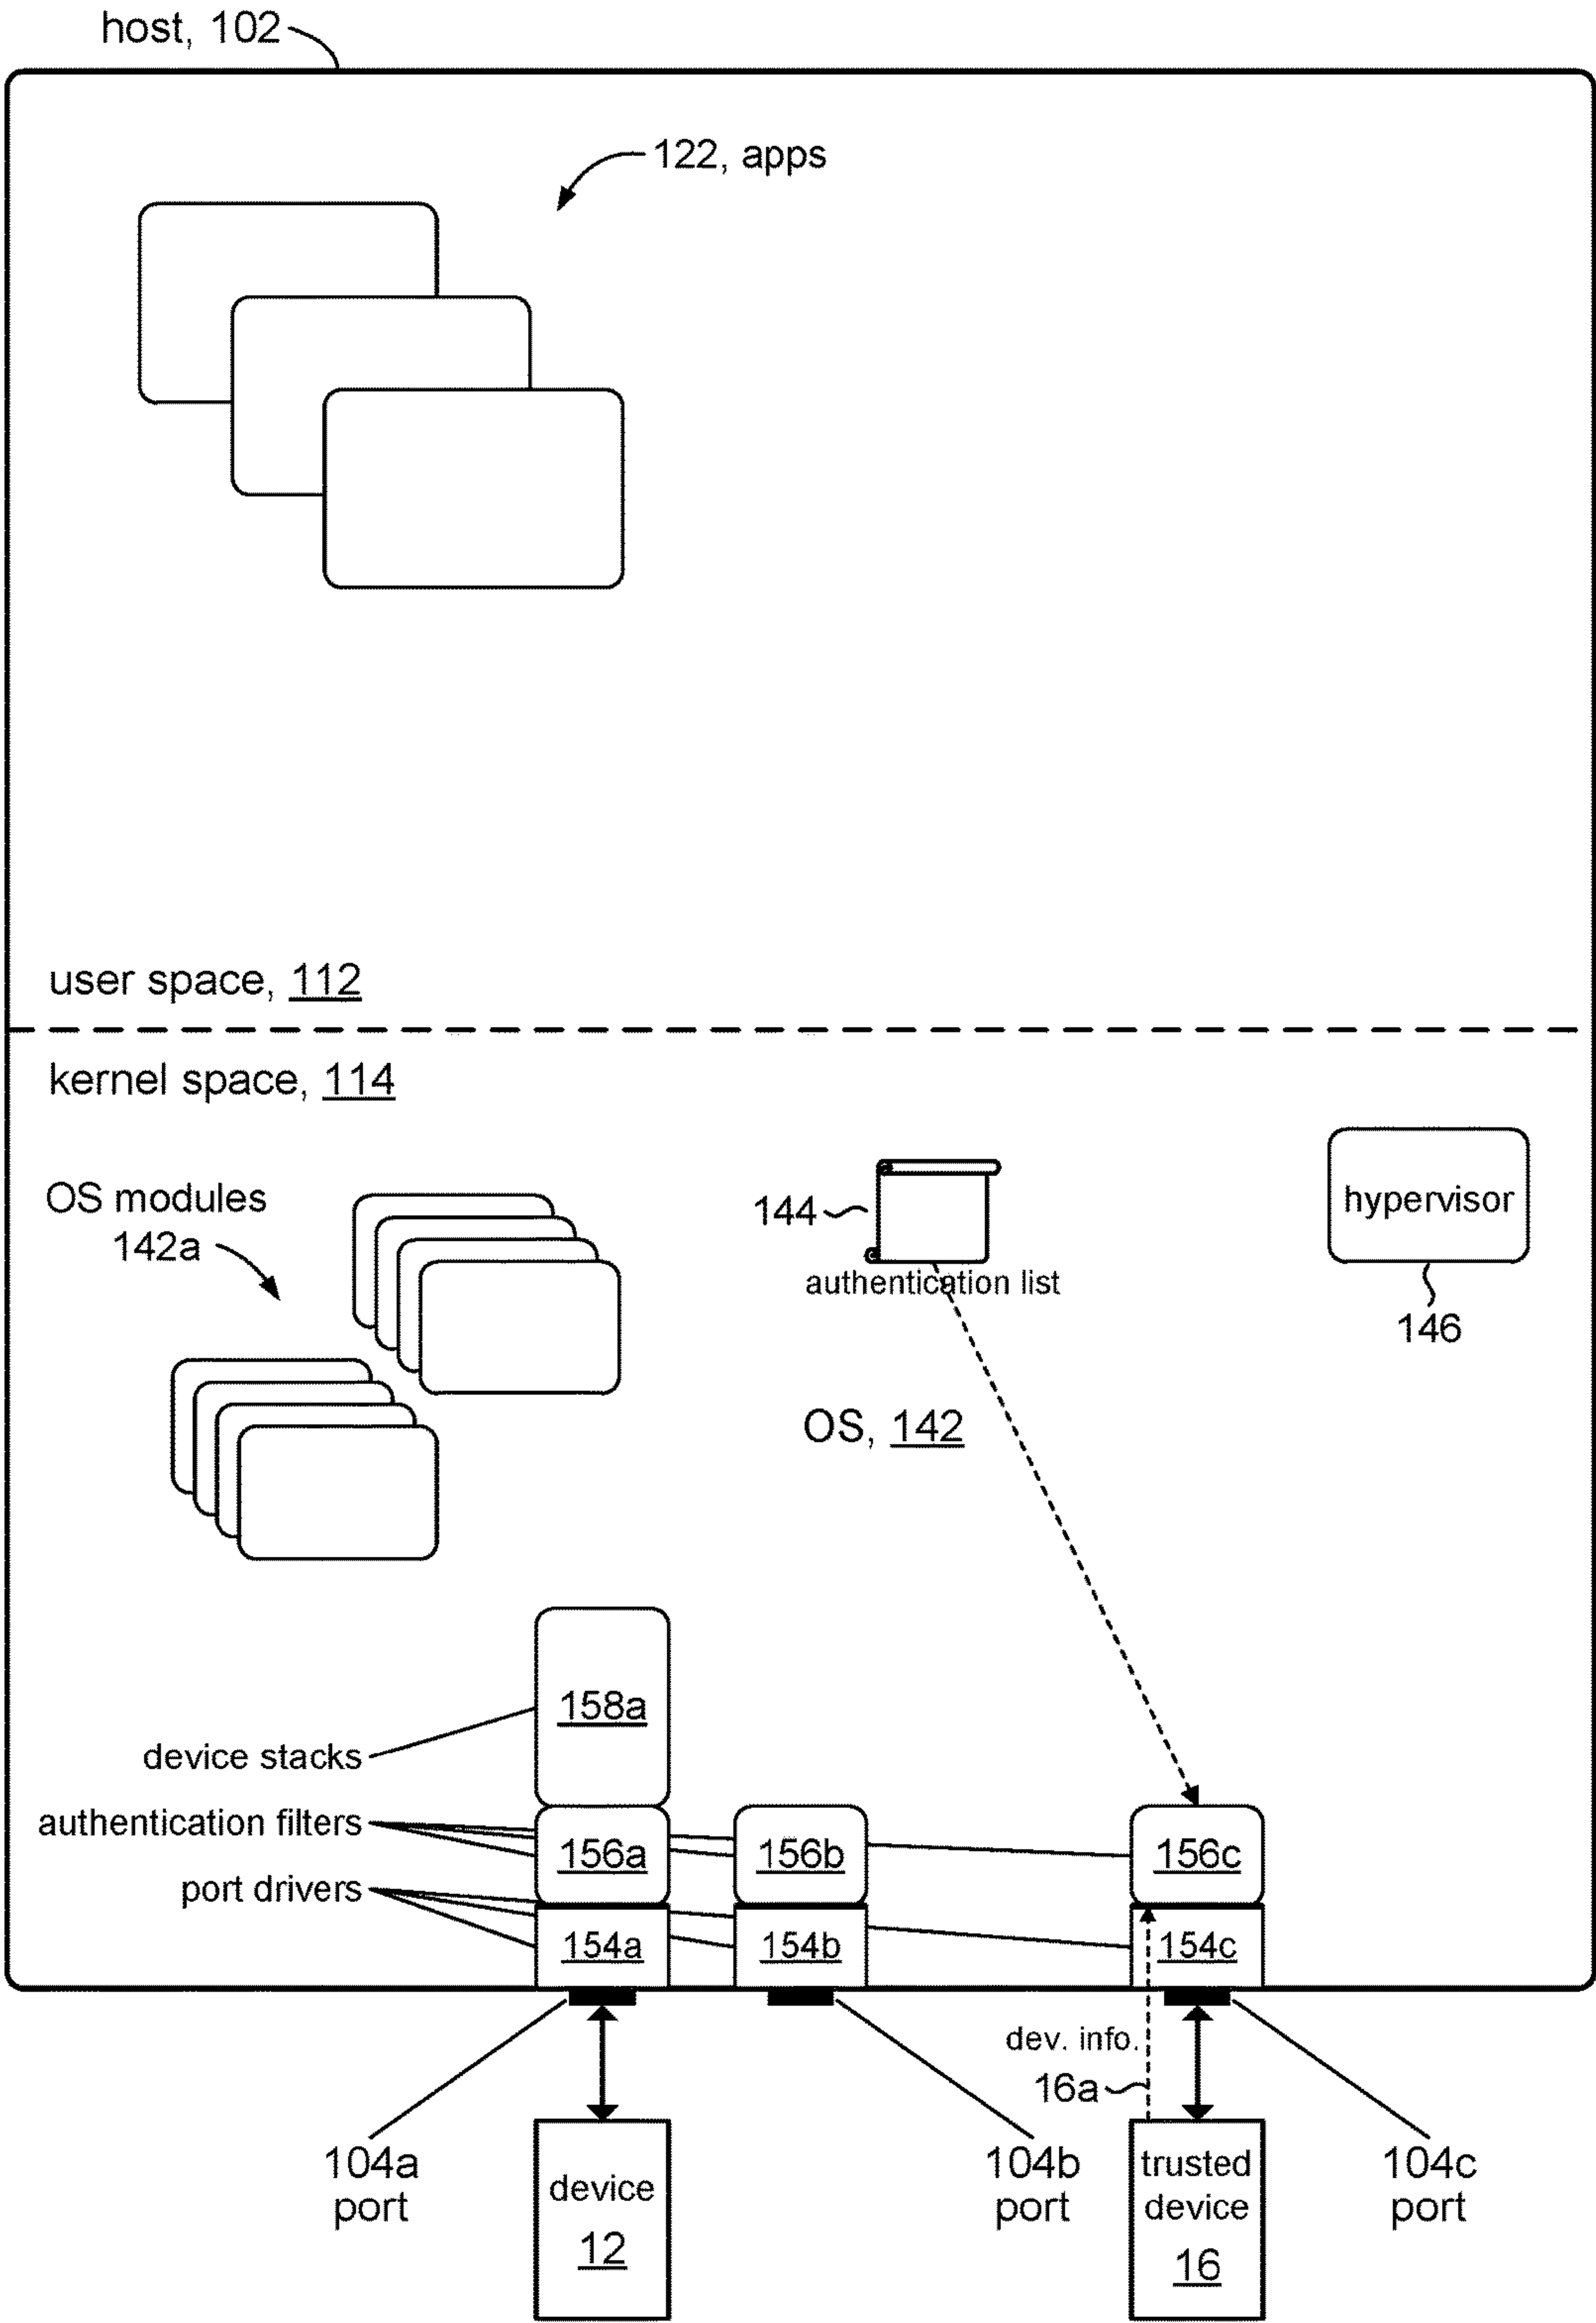 host, 102
122, apps
user space, 112
kernel space, 114
OS modules
142a
144
authentication list
hypervisor
146
OS, 142
158a
device stacks
authentication filters
156a
156b
156c
port drivers
154a
154b
154c
dev. info.
16a
104a
port
device
12
104b
port
trusted
device
16
104c
port